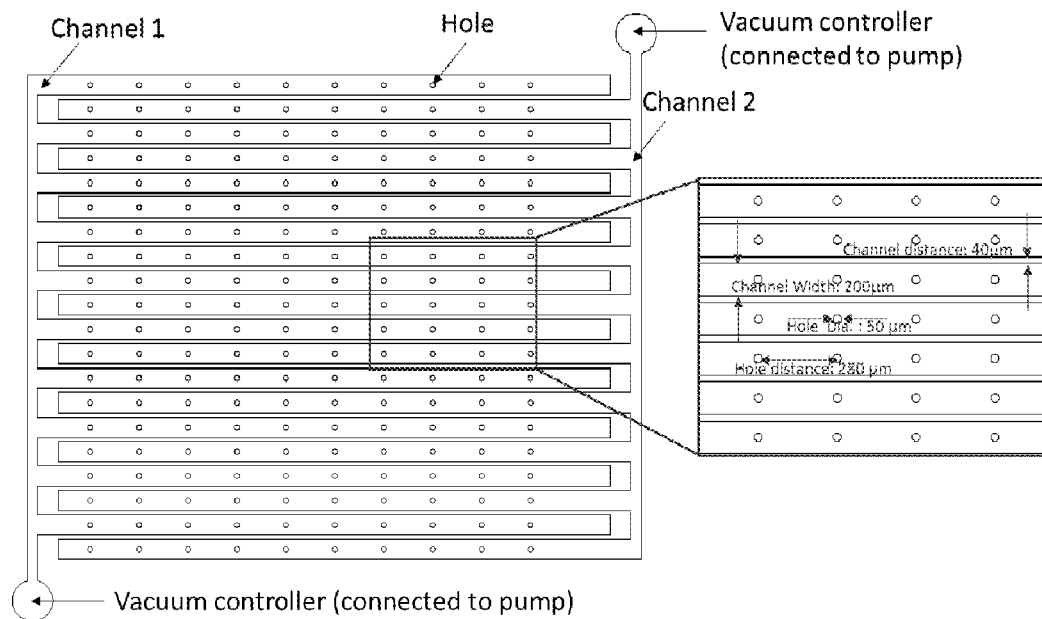 Channel 1
Hole
Vacuum controller
(connected to pump)
Channel 2
Channel distance: 40μm
Channel Width: 200μm
Hole Dia. : 50 μm
Hole distance: 280 μm
Vacuum controller (connected to pump)